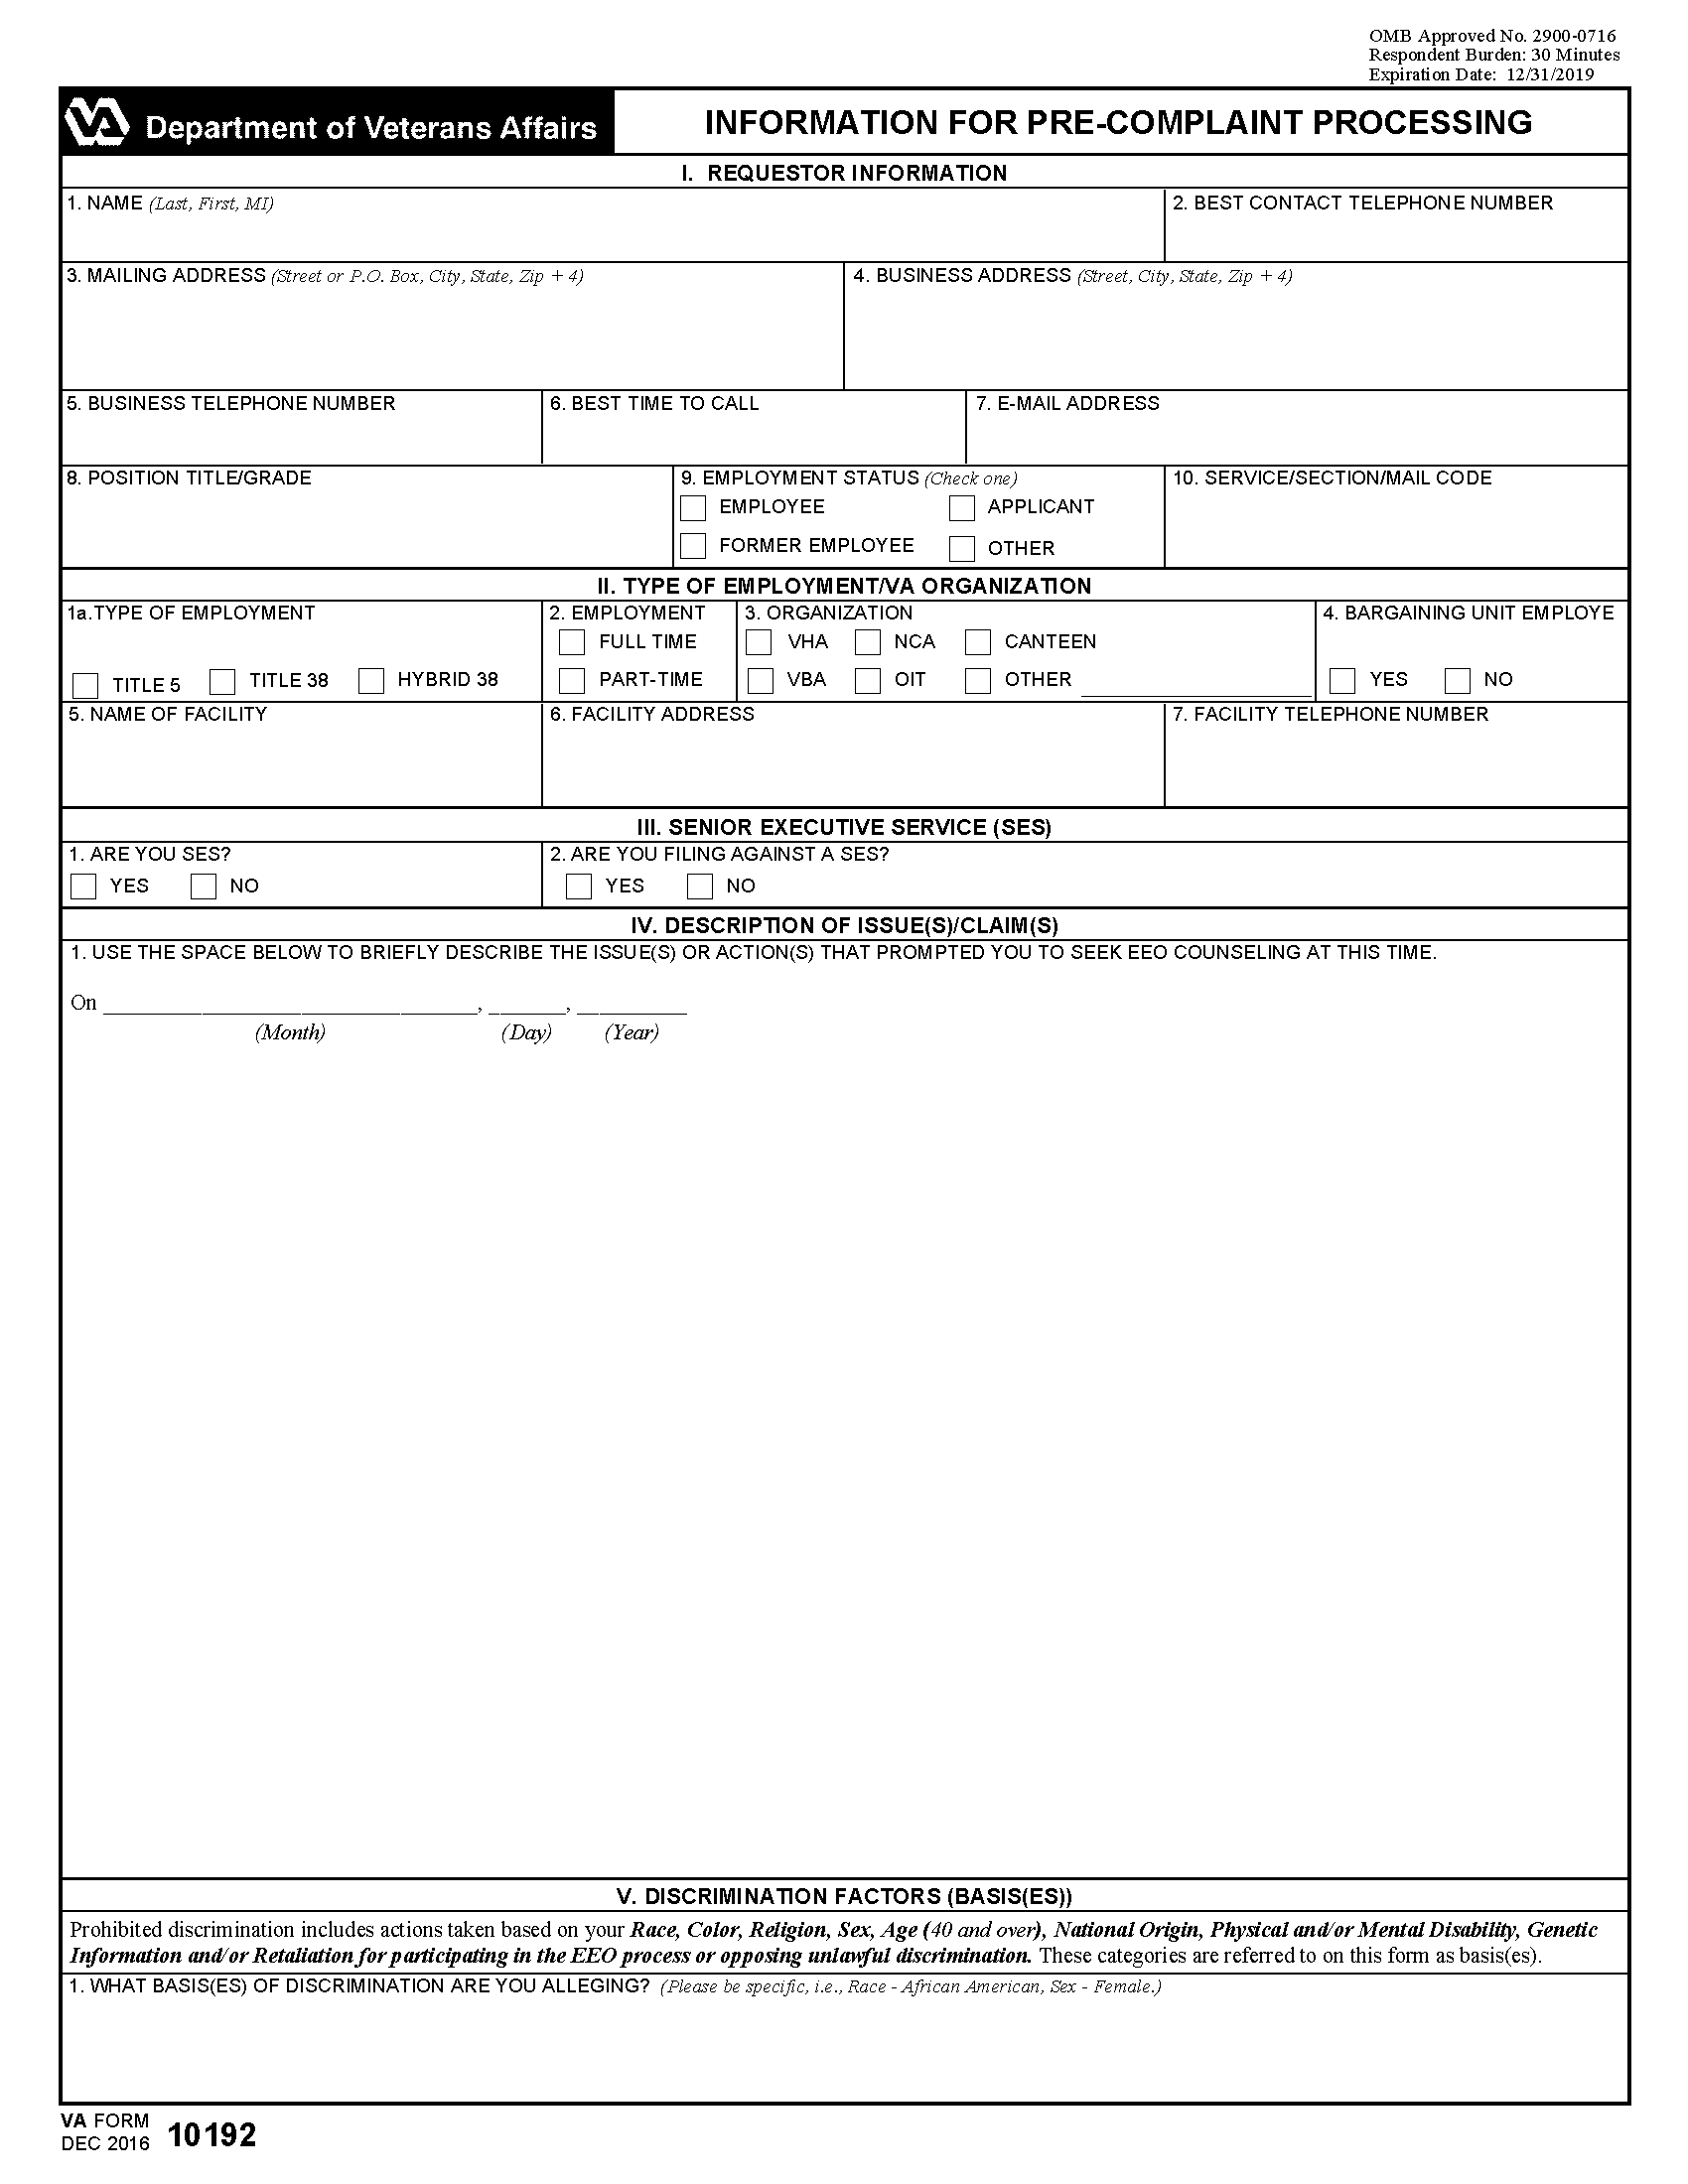 OMB Approved No. 2900-0716
Respondent Burden: 30 Minutes
Expiration Date: 12/31/2019
VA Department of Veterans Affairs
INFORMATION FOR PRE-COMPLAINT PROCESSING
I. REQUESTOR INFORMATION
1. NAME (Last, First, MI)
2. BEST CONTACT TELEPHONE NUMBER
3. MAILING ADDRESS (Street or P.O. Box, City, State, Zip + 4)
4. BUSINESS ADDRESS (Street, City, State, Zip + 4)
5. BUSINESS TELEPHONE NUMBER
6. BEST TIME TO CALL
7. E-MAIL ADDRESS
8. POSITION TITLE/GRADE
9. EMPLOYMENT STATUS (Check one)
EMPLOYEE
APPLICANT
FORMER EMPLOYEE
OTHER
10. SERVICE/SECTION/MAIL CODE
II. TYPE OF EMPLOYMENT/VA ORGANIZATION
1a.TYPE OF EMPLOYMENT
TITLE 5
TITLE 38
HYBRID 38
2. EMPLOYMENT
FULL TIME
PART-TIME
3. ORGANIZATION
VHA
NCA
CANTEEN
VBA
OIT
OTHER
4. BARGAINING UNIT EMPLOYE
YES
NO
5. NAME OF FACILITY
6. FACILITY ADDRESS
7. FACILITY TELEPHONE NUMBER
III. SENIOR EXECUTIVE SERVICE (SES)
1. ARE YOU SES?
YES
NO
2. ARE YOU FILING AGAINST A SES?
YES
NO
IV. DESCRIPTION OF ISSUE(S)/CLAIM(S)
1. USE THE SPACE BELOW TO BRIEFLY DESCRIBE THE ISSUE(S) OR ACTION(S) THAT PROMPTED YOU TO SEEK EEO COUNSELING AT THIS TIME.
On ____________________, _______, __________
(Month) (Day) (Year)
V. DISCRIMINATION FACTORS (BASIS(ES))
Prohibited discrimination includes actions taken based on your Race, Color, Religion, Sex, Age (40 and over), National Origin, Physical and/or Mental Disability, Genetic
Information and/or Retaliation for participating in the EEO process or opposing unlawful discrimination. These categories are referred to on this form as basis(es).
1. WHAT BASIS(ES) OF DISCRIMINATION ARE YOU ALLEGING? (Please be specific, i.e., Race - African American, Sex - Female.)
VA FORM
DEC 2016
10192